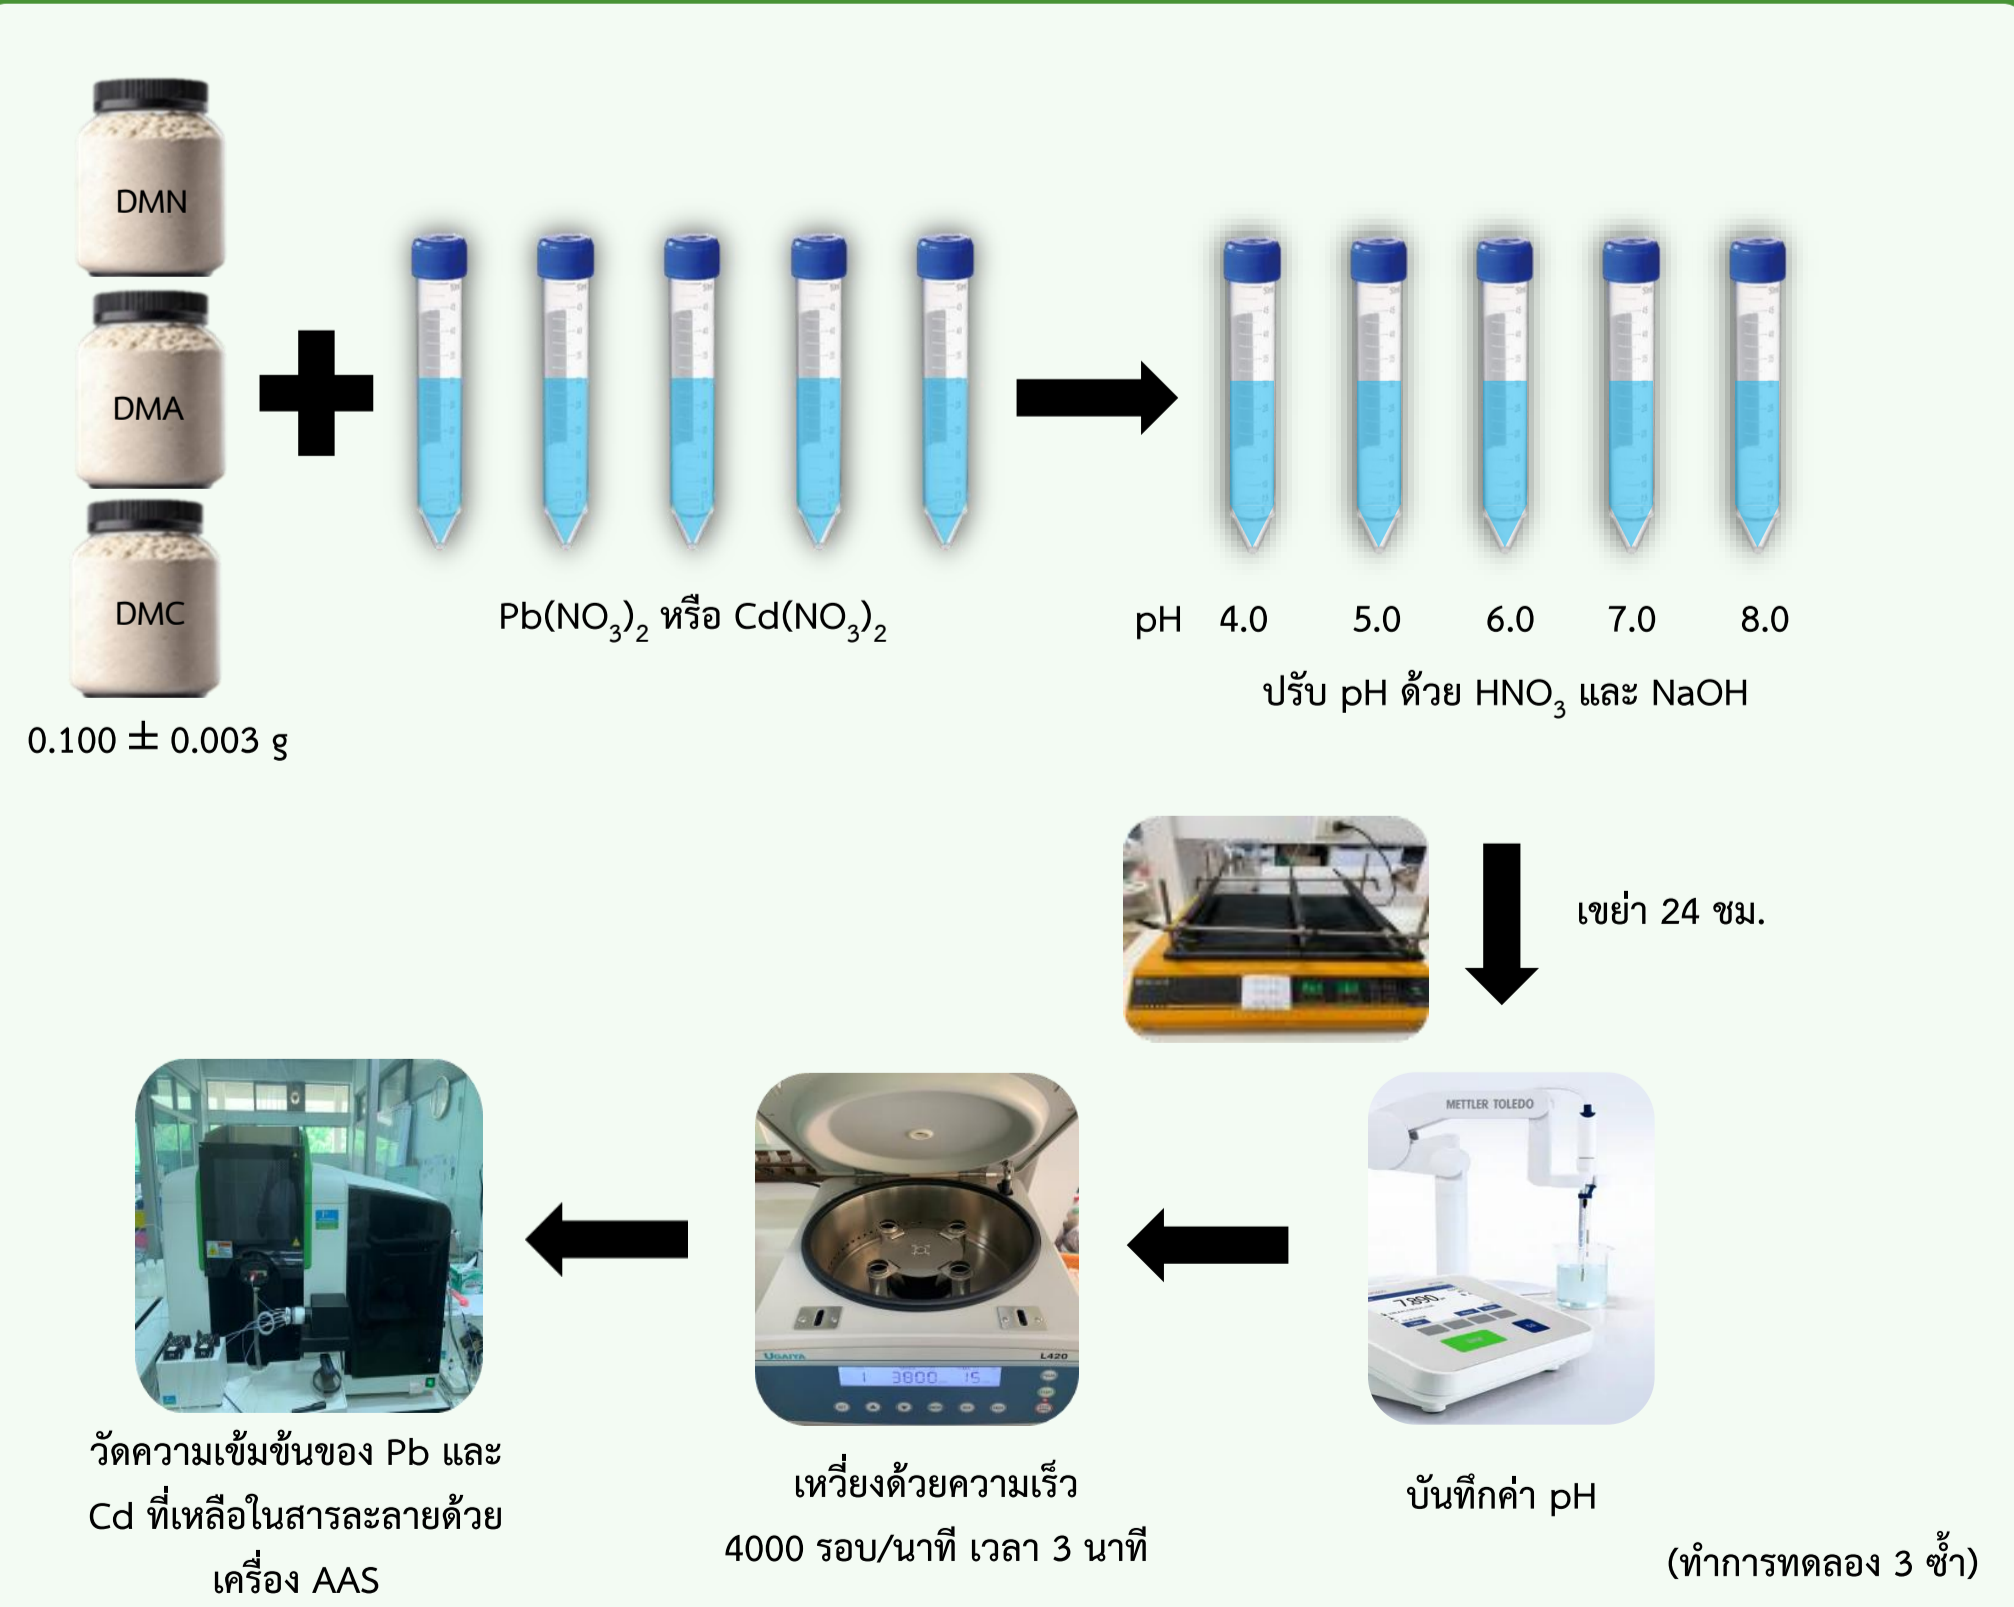 DMN
DMA
DMC
0.100 ± 0.003 g
Pb(NO₃)₂ หรือ Cd(NO₃)₂
pH 4.0 5.0 6.0 7.0 8.0
ปรับ pH ด้วย HNO₃ และ NaOH
เขย่า 24 ชม.
METTLER TOLEDO
7.890
UGAIYA
L420
1 3800 15
วัดความเข้มข้นของ Pb และ
Cd ที่เหลือในสารละลายด้วย
เครื่อง AAS
เหวี่ยงด้วยความเร็ว
4000 รอบ/นาที เวลา 3 นาที
บันทึกค่า pH
(ทำการทดลอง 3 ซ้ำ)